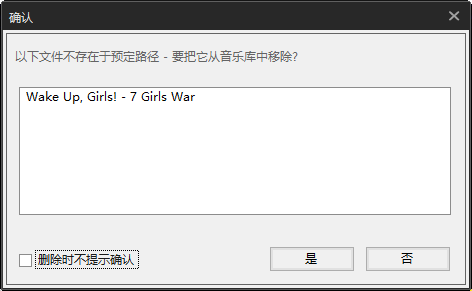 确认
以下文件不存在于预定路径 - 要把它从音乐库中移除?
Wake Up, Girls! - 7 Girls War
删除时不提示确认
是
否